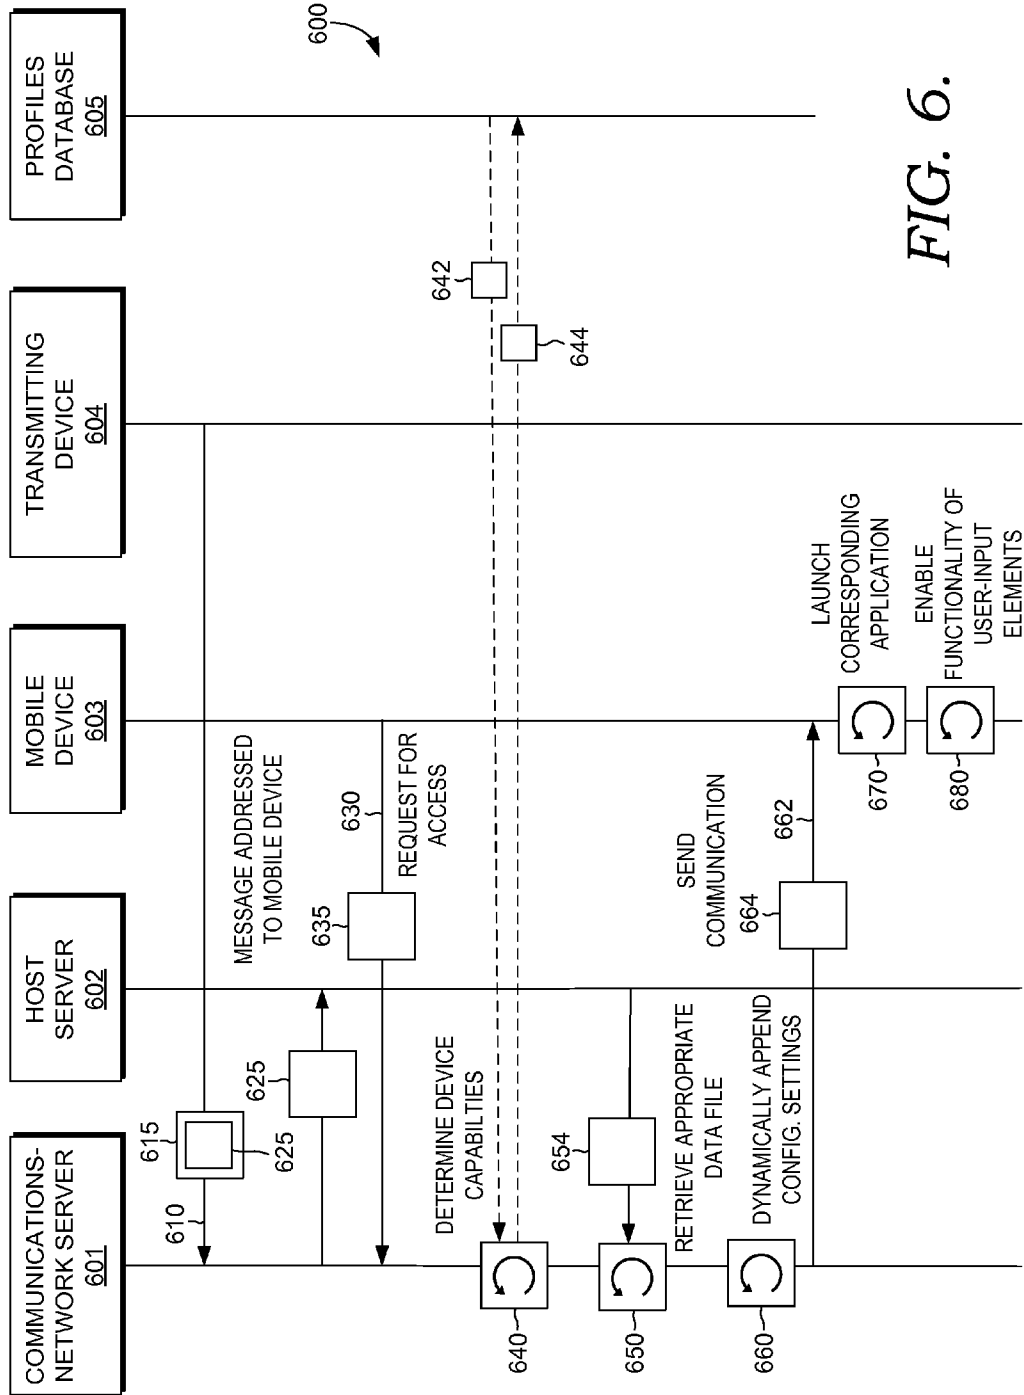 COMMUNICATIONS-
NETWORK SERVER
601
HOST
SERVER
602
MOBILE
DEVICE
603
TRANSMITTING
DEVICE
604
PROFILES
DATABASE
605
600
610
615
625
MESSAGE ADDRESSED
TO MOBILE DEVICE
625
630
635
REQUEST FOR
ACCESS
DETERMINE DEVICE
CAPABILTIES
640
642
644
650
654
RETRIEVE APPROPRIATE
DATA FILE
DYNAMICALLY APPEND
CONFIG. SETTINGS
660
SEND
COMMUNICATION
662
664
LAUNCH
CORRESPONDING
APPLICATION
670
ENABLE
FUNCTIONALITY OF
USER-INPUT
ELEMENTS
680
FIG. 6.